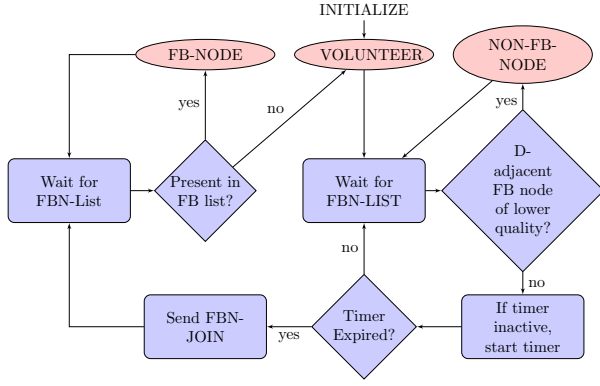 INITIALIZE
FB-NODE
VOLUNTEER
NON-FB-
NODE
yes
no
yes
Wait for
FBN-List
Present in
FB list?
Wait for
FBN-LIST
D-
adjacent
FB node
of lower
quality?
no
no
Send FBN-
JOIN
yes
Timer
Expired?
If timer
inactive,
start timer